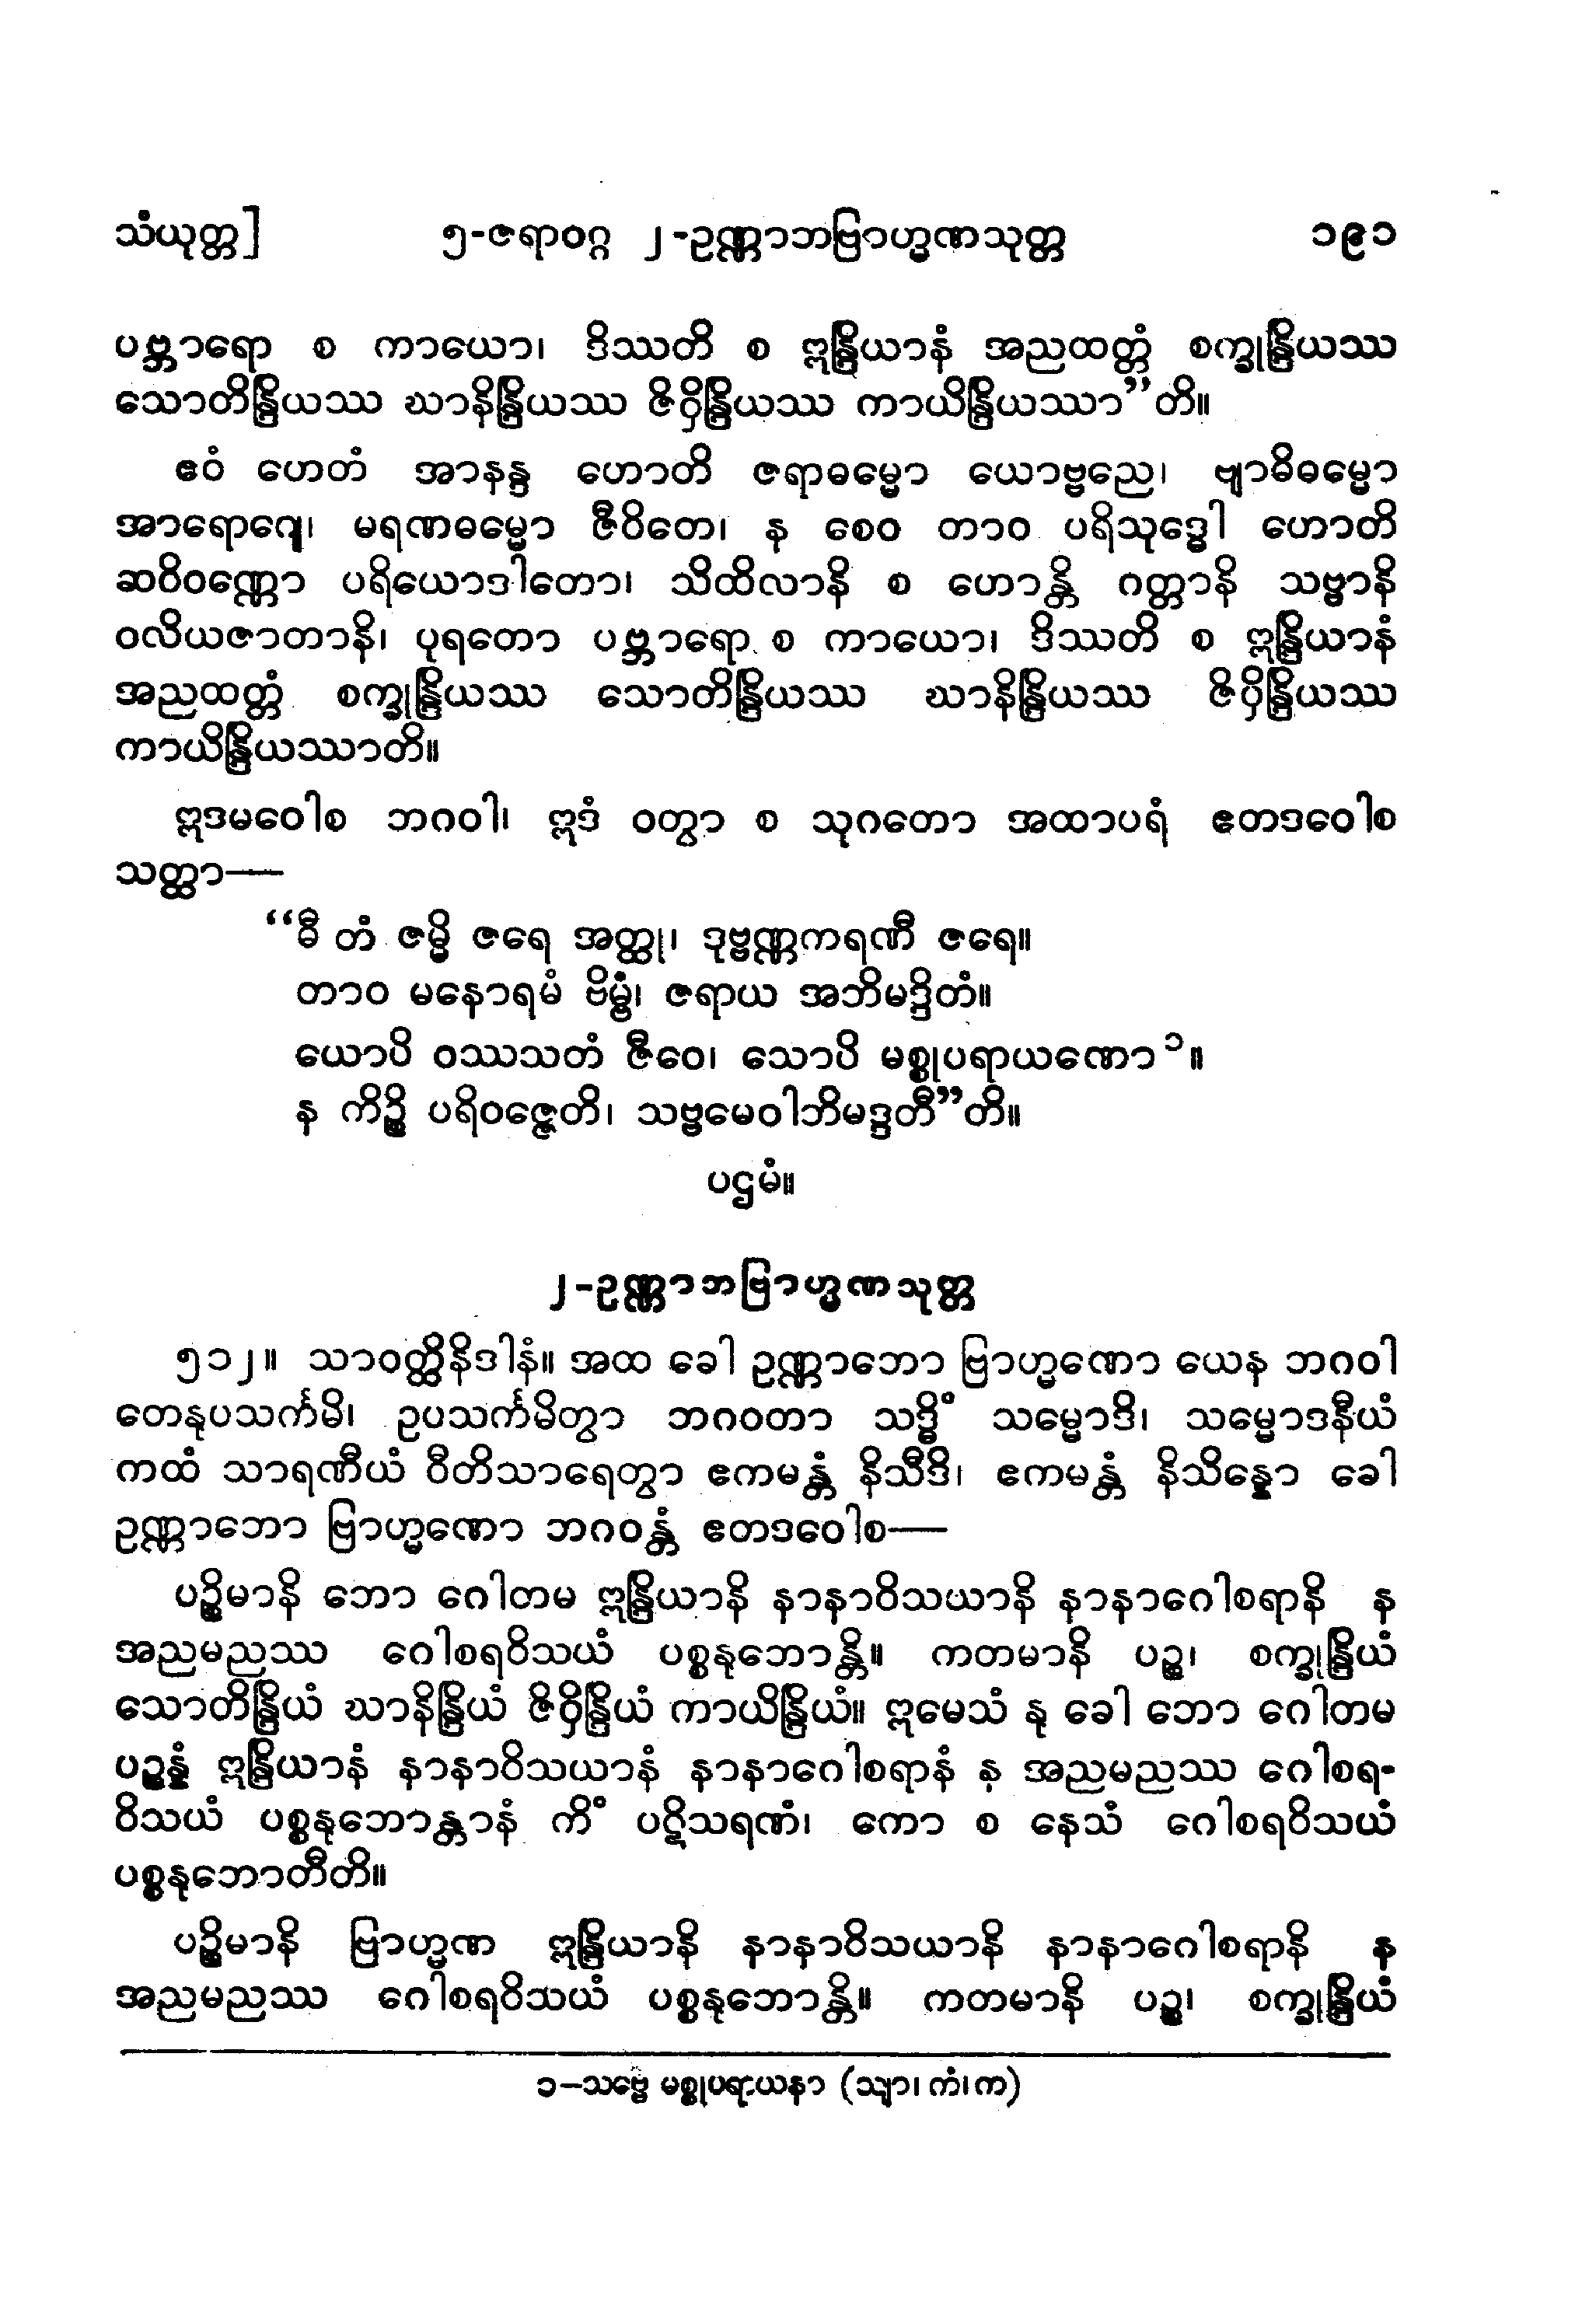 သံယုတ္တ] ၅-ဇရာဝဂ္ဂ ၂-ဥဏ္ဏာဘဗြာဟ္မဏသုတ္တ ၁၉၁
ပဗ္ဘာရော စ ကာယော၊ ဒိဿတိ စ ဣန္ဒြိယာနံ အညထတ္တံ စက္ခုန္ဒြိယဿ
သောတိန္ဒြိယဿ ဃာနိန္ဒြိယဿ ဇိဝှိန္ဒြိယဿ ကာယိန္ဒြိယဿာ”တိ။
ဧဝံ ဟေတံ အာနန္ဒ ဟောတိ ဇရာဓမ္မော ယောဗ္ဗညေ၊ ဗျာဓိဓမ္မော
အာရောဂျေ၊ မရဏဓမ္မော ဇီဝိတေ၊ န စေဝ တာဝ ပရိသုဒ္ဓေါ ဟောတိ
ဆဝိဝဏ္ဏော ပရိယောဒါတော၊ သိထိလာနိ စ ဟောန္တိ ဂတ္တာနိ သဗ္ဗာနိ
ဝလိယဇာတာနိ၊ ပုရတော ပဗ္ဘာရော စ ကာယော၊ ဒိဿတိ စ ဣန္ဒြိယာနံ
အညထတ္တံ စက္ခုန္ဒြိယဿ သောတိန္ဒြိယဿ ဃာနိန္ဒြိယဿ ဇိဝှိန္ဒြိယဿ
ကာယိန္ဒြိယဿာတိ။
ဣဒမဝေါစ ဘဂဝါ၊ ဣဒံ ဝတွာ စ သုဂတော အထာပရံ ဧတဒဝေါစ
သတ္ထာ—
“ဓီ တံ ဇမ္မိ ဇရေ အတ္ထု၊ ဒုဗ္ဗဏ္ဏကရဏီ ဇရေ။
တာဝ မနောရမံ ဗိမ္ဗံ၊ ဇရာယ အဘိမဒ္ဒိတံ။
ယောပိ ဝဿသတံ ဇီဝေ၊ သောပိ မစ္စုပရာယဏော ၁။
န ကိဉ္စိ ပရိဝဇ္ဇေတိ၊ သဗ္ဗမေဝါဘိမဒ္ဒတီ”တိ။
ပဌမံ။
၂-ဥဏ္ဏာဘဗြာဟ္မဏသုတ္တ
၅၁၂။ သာဝတ္ထိနိဒါနံ။ အထ ခေါ ဥဏ္ဏာဘော ဗြာဟ္မဏော ယေန ဘဂဝါ
တေနုပသင်္ကမိ၊ ဥပသင်္ကမိတွာ ဘဂဝတာ သဒ္ဓိံ သမ္မောဒိ၊ သမ္မောဒနီယံ
ကထံ သာရဏီယံ ဝီတိသာရေတွာ ဧကမန္တံ နိသီဒိ၊ ဧကမန္တံ နိသိန္နော ခေါ
ဥဏ္ဏာဘော ဗြာဟ္မဏော ဘဂဝန္တံ ဧတဒဝေါစ—
ပဉ္စိမာနိ ဘော ဂေါတမ ဣန္ဒြိယာနိ နာနာဝိသယာနိ နာနာဂေါစရာနိ န
အညမညဿ ဂေါစရဝိသယံ ပစ္စနုဘောန္တိ။ ကတမာနိ ပဉ္စ၊ စက္ခုန္ဒြိယံ
သောတိန္ဒြိယံ ဃာနိန္ဒြိယံ ဇိဝှိန္ဒြိယံ ကာယိန္ဒြိယံ။ ဣမေသံ နု ခေါ ဘော ဂေါတမ
ပဉ္စန္နံ ဣန္ဒြိယာနံ နာနာဝိသယာနံ နာနာဂေါစရာနံ န အညမညဿ ဂေါစရ-
ဝိသယံ ပစ္စနုဘောန္တာနံ ကိံ ပဋိသရဏံ၊ ကော စ နေသံ ဂေါစရဝိသယံ
ပစ္စနုဘောတီတိ။
ပဉ္စိမာနိ ဗြာဟ္မဏ ဣန္ဒြိယာနိ နာနာဝိသယာနိ နာနာဂေါစရာနိ န
အညမညဿ ဂေါစရဝိသယံ ပစ္စနုဘောန္တိ။ ကတမာနိ ပဉ္စ၊ စက္ခုန္ဒြိယံ
၁-သဗ္ဗေ မစ္စုပရာယနာ (သျာ၊ ကံ၊ က)